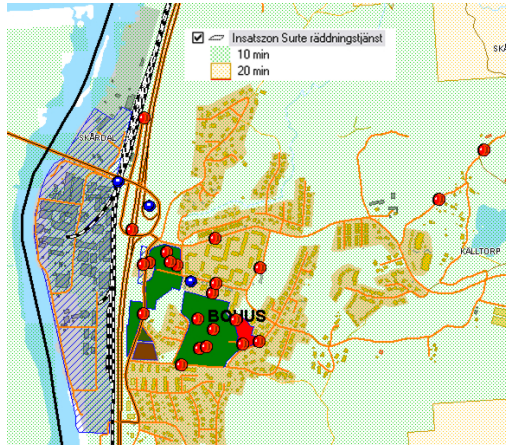 Insatszon Surte räddningstjänst
10 min
20 min
SKÅRDAL
KÄLLTORP
BOHUS